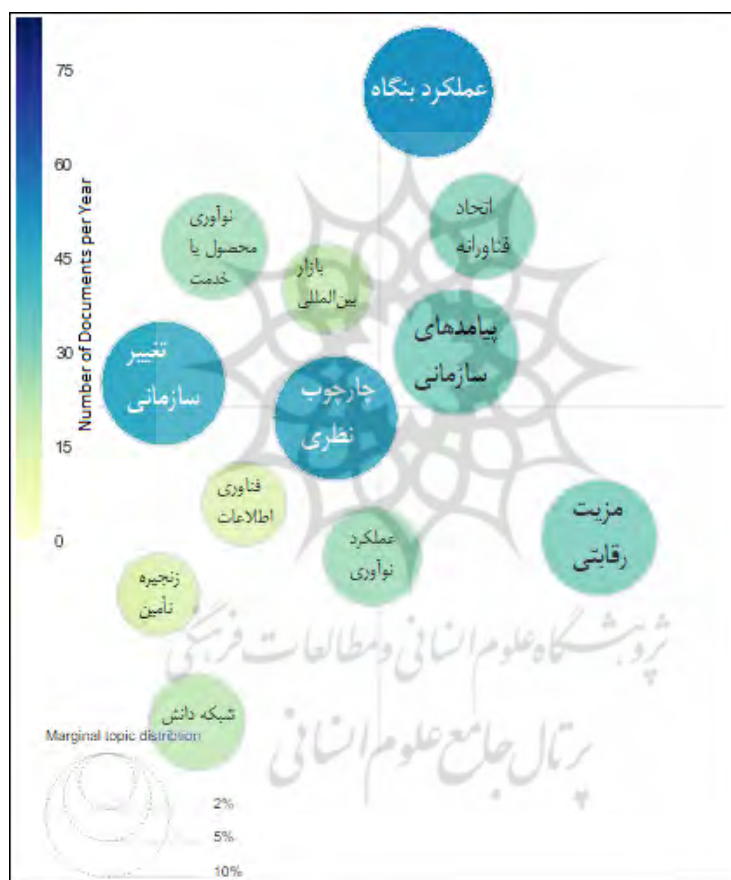 75
60
45
30
15
0
Number of Documents per Year
عملکرد بنگاه
اتحاد
فناورانه
نوآوری
محصول یا
خدمت
بازار
بین‌المللی
پیامدهای
سازمانی
تغییر
سازمانی
چارچوب
نظری
فناوری
اطلاعات
عملکرد
نوآوری
مزیت
رقابتی
زنجیره
تأمین
پژوهشگاه علوم انسانی و مطالعات فرهنگی
پرتال جامع علوم انسانی
شبکه دانش
Marginal topic distribtion
2%
5%
10%